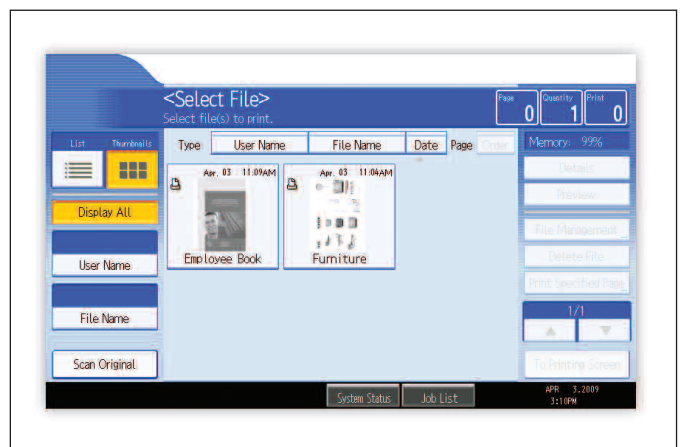 <Select File>
Select file(s) to print.
Page 0
Quantity 1
Print 0
List Thumbnails
Type User Name File Name Date Page Order
Memory: 99%
Display All
User Name
File Name
Scan Original
Apr. 03 11:09AM
Employee Book
Apr. 03 11:04AM
Furniture
Details
Preview
File Management
Delete File
Print Specified Page
1/1
To Printing Screen
System Status Job List
APR 3.2009
3:10PM